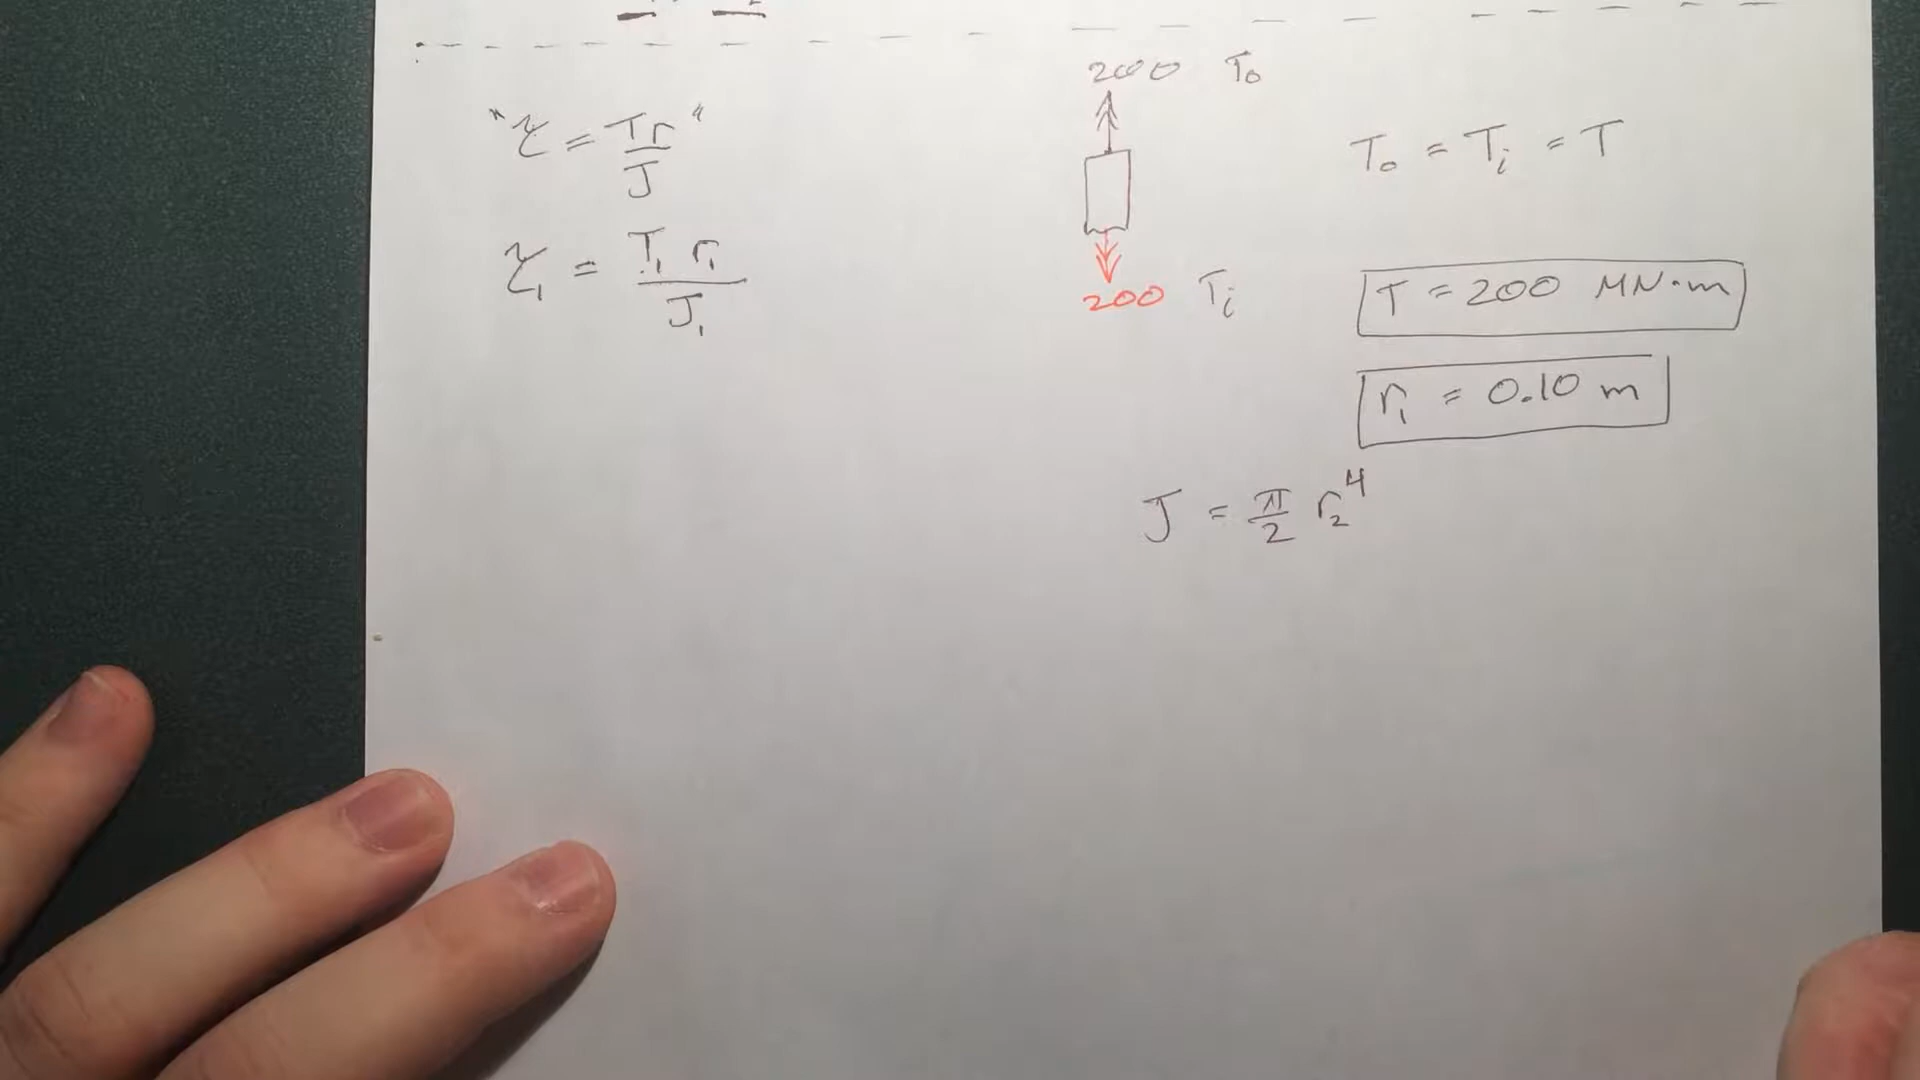 "τ = Tr/J"
τ₁ = T₁ r₁ / J₁
200 T₀
200 Tᵢ
T₀ = Tᵢ = T
T = 200 MN·m
r₁ = 0.10 m
J = π/2 r₂⁴